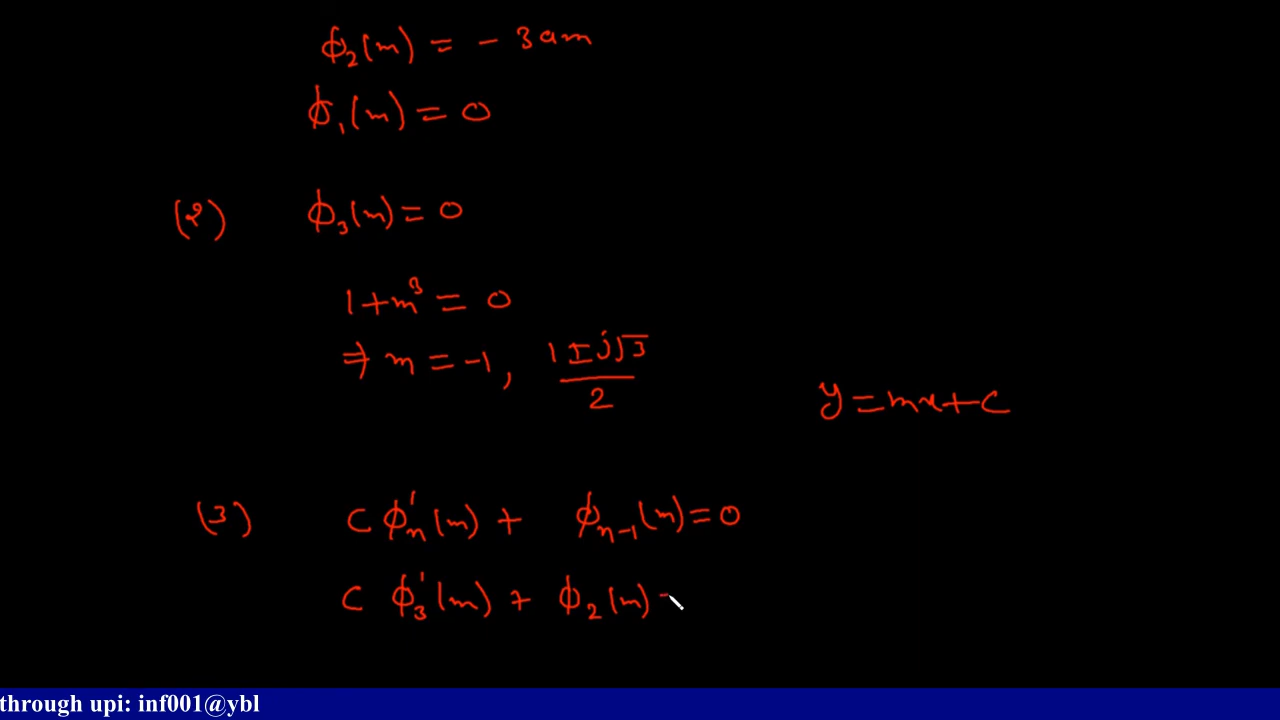 ϕ₂(m) = - 3am
ϕ₁(m) = 0
(2) ϕ₃(m) = 0
1 + m³ = 0
⇒ m = -1, (1 ± j√3)/2
y = mx + c
(3) C ϕ'ₙ(m) + ϕₙ₋₁(m) = 0
C ϕ₃'(m) + ϕ₂(m) -
through upi: inf001@ybl